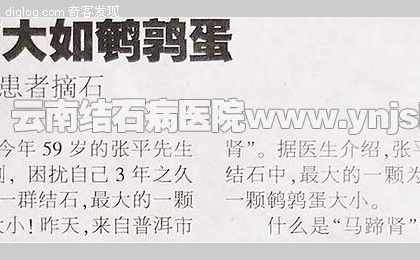 diglog.com 奇客发现
大如鹌鹑蛋
患者摘石
云南结石病医院www.ynjs
今年 59 岁的张平先生
，困扰自己 3 年之久
一群结石，最大的一颗
大小！昨天，来自普洱市
肾”。据医生介绍，张
结石中，最大的一颗为
一颗鹌鹑蛋大小。
什么是“马蹄肾”